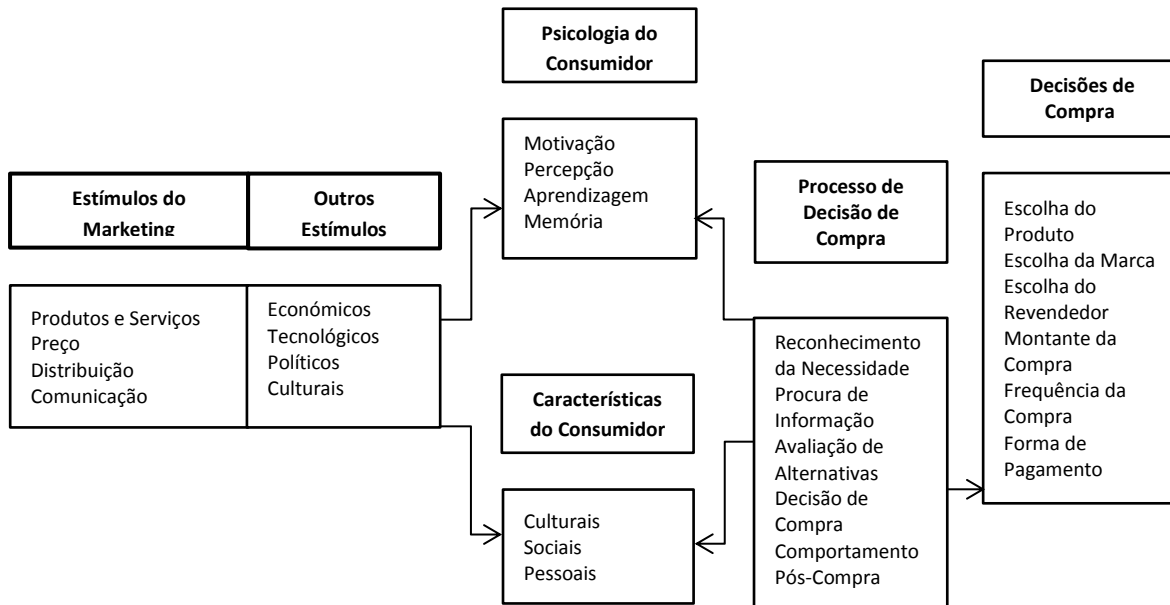 Psicologia do
Consumidor
Decisões de
Compra
Motivação
Percepção
Aprendizagem
Memória
Estímulos do
Marketing
Outros
Estímulos
Processo de
Decisão de
Compra
Escolha do
Produto
Escolha da Marca
Escolha do
Revendedor
Montante da
Compra
Frequência da
Compra
Forma de
Pagamento
Produtos e Serviços
Preço
Distribuição
Comunicação
Económicos
Tecnológicos
Políticos
Culturais
Características
do Consumidor
Reconhecimento
da Necessidade
Procura de
Informação
Avaliação de
Alternativas
Decisão de
Compra
Comportamento
Pós-Compra
Culturais
Sociais
Pessoais